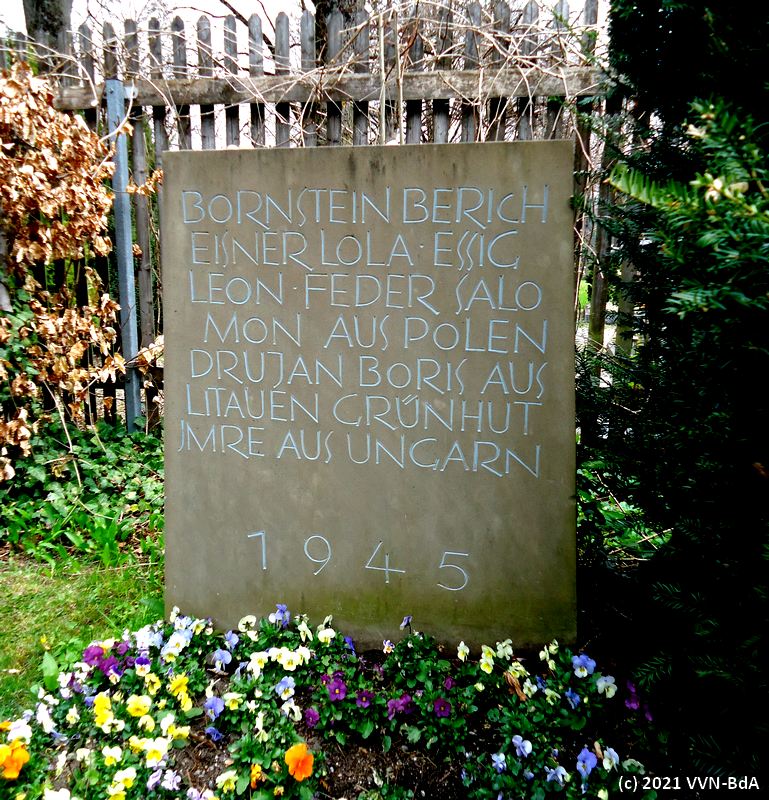 BORNSTEIN BERICH
EISNER LOLA · ESSIG
LEON · FEDER SALO
MON AUS POLEN
DRUJAN BORIS AUS
LITAUEN GRÜNHUT
JMRE AUS UNGARN
1945
(c) 2021 VVN-BdA